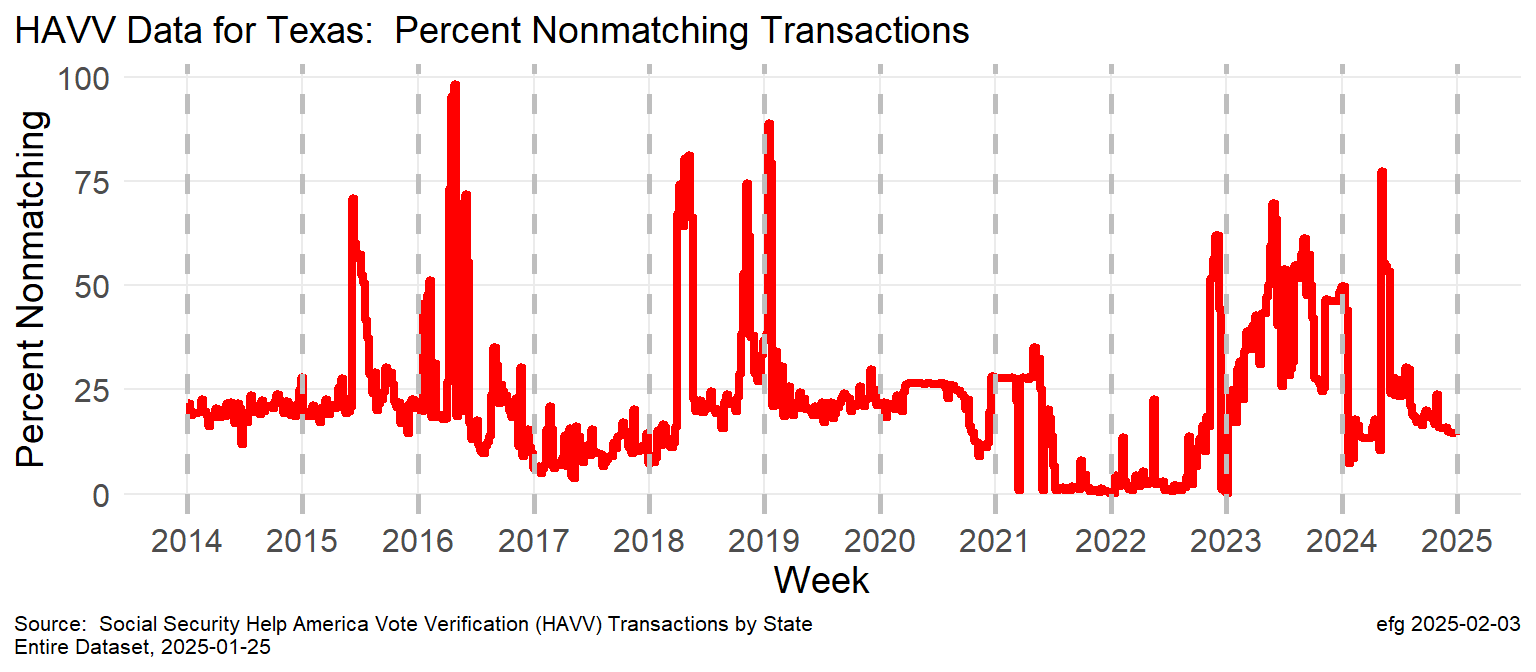 HAVV Data for Texas:  Percent Nonmatching Transactions
Percent Nonmatching
100
75
50
25
0
2014 2015 2016 2017 2018 2019 2020 2021 2022 2023 2024 2025
Week
Source:  Social Security Help America Vote Verification (HAVV) Transactions by State
Entire Dataset, 2025-01-25
efg 2025-02-03